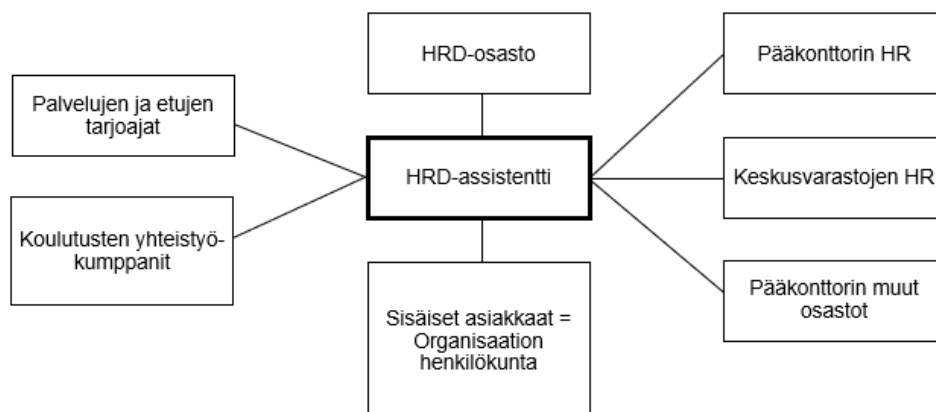 HRD-osasto
Pääkonttorin HR
Palvelujen ja etujen
tarjoajat
HRD-assistentti
Keskusvarastojen HR
Koulutusten yhteistyö-
kumppanit
Sisäiset asiakkaat =
Organisaation
henkilökunta
Pääkonttorin muut
osastot